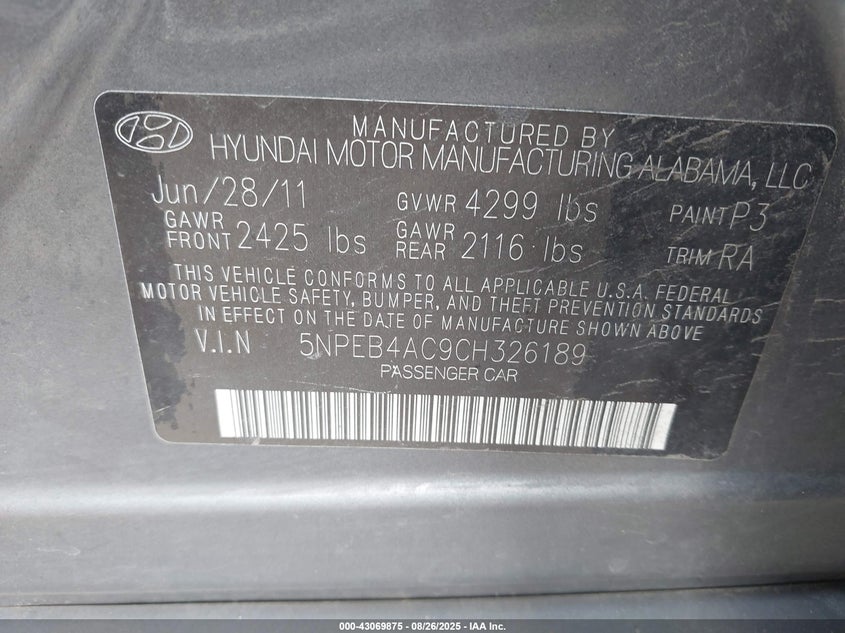 MANUFACTURED BY
HYUNDAI MOTOR MANUFACTURING ALABAMA, LLC
Jun/28/11 GVWR 4299 lbs PAINT P3
GAWR FRONT 2425 lbs GAWR REAR 2116 lbs TRIM RA
THIS VEHICLE CONFORMS TO ALL APPLICABLE U.S.A. FEDERAL
MOTOR VEHICLE SAFETY, BUMPER, AND THEFT PREVENTION STANDARDS
IN EFFECT ON THE DATE OF MANUFACTURE SHOWN ABOVE
V.I.N 5NPEB4AC9CH326189
PASSENGER CAR
000-43069875 - 08/26/2025 - IAA Inc.